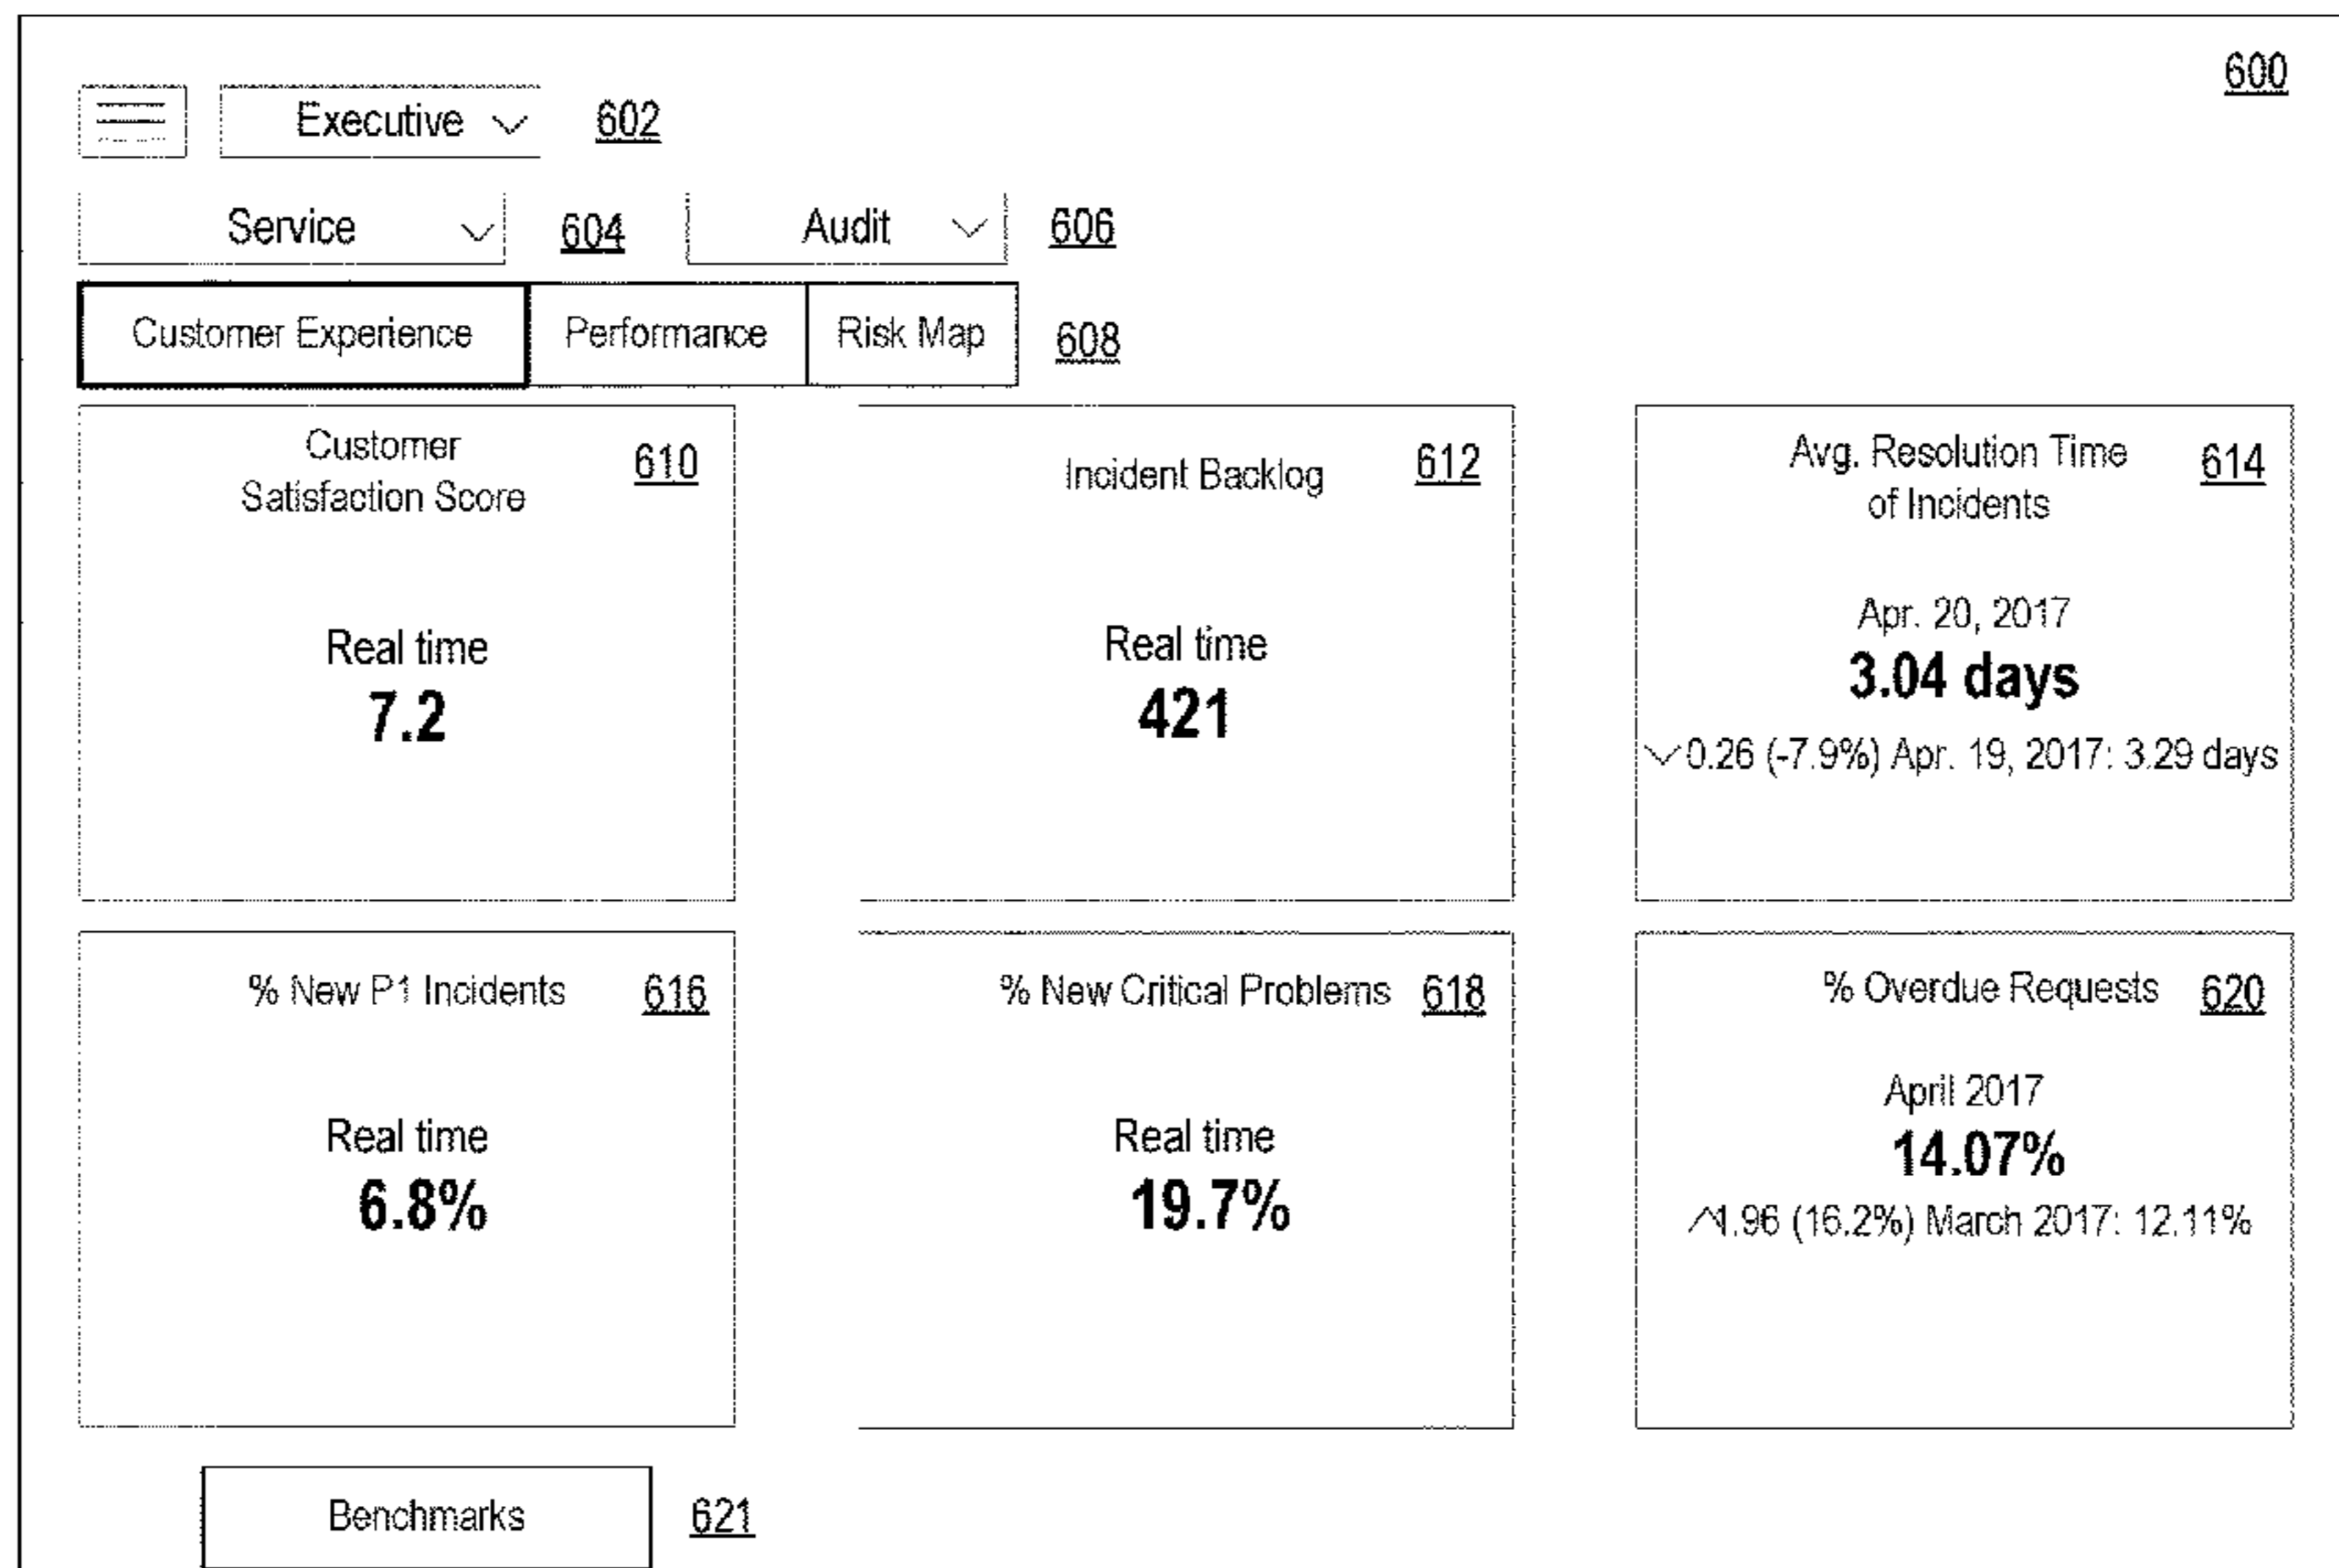 600
Executive 602
Service 604 Audit 606
Customer Experience Performance Risk Map 608
Customer
Satisfaction Score 610
Real time
7.2
Incident Backlog 612
Real time
421
Avg. Resolution Time 614
of Incidents
Apr. 20, 2017
3.04 days
0.26 (-7.9%) Apr. 19, 2017: 3.29 days
% New P1 Incidents 616
Real time
6.8%
% New Critical Problems 618
Real time
19.7%
% Overdue Requests 620
April 2017
14.07%
1.96 (16.2%) March 2017: 12.11%
Benchmarks 621